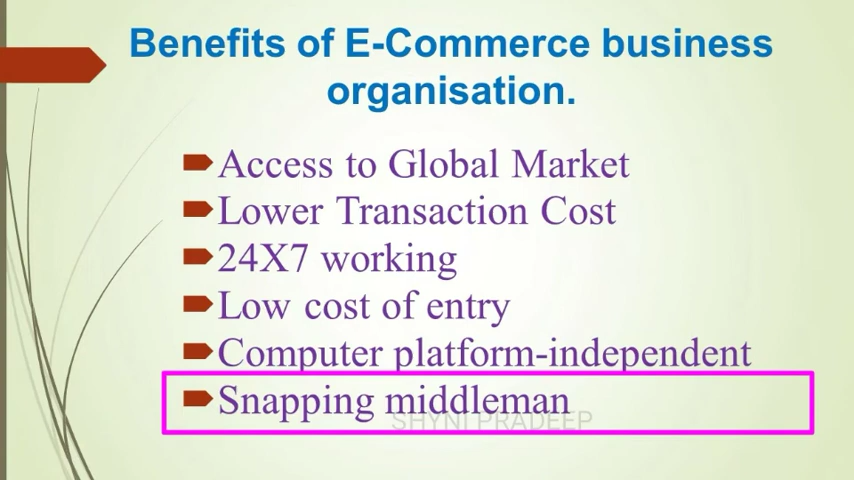 Benefits of E-Commerce business
organisation.
Access to Global Market
Lower Transaction Cost
24X7 working
Low cost of entry
Computer platform-independent
Snapping middleman
SHYNI PRADEEP